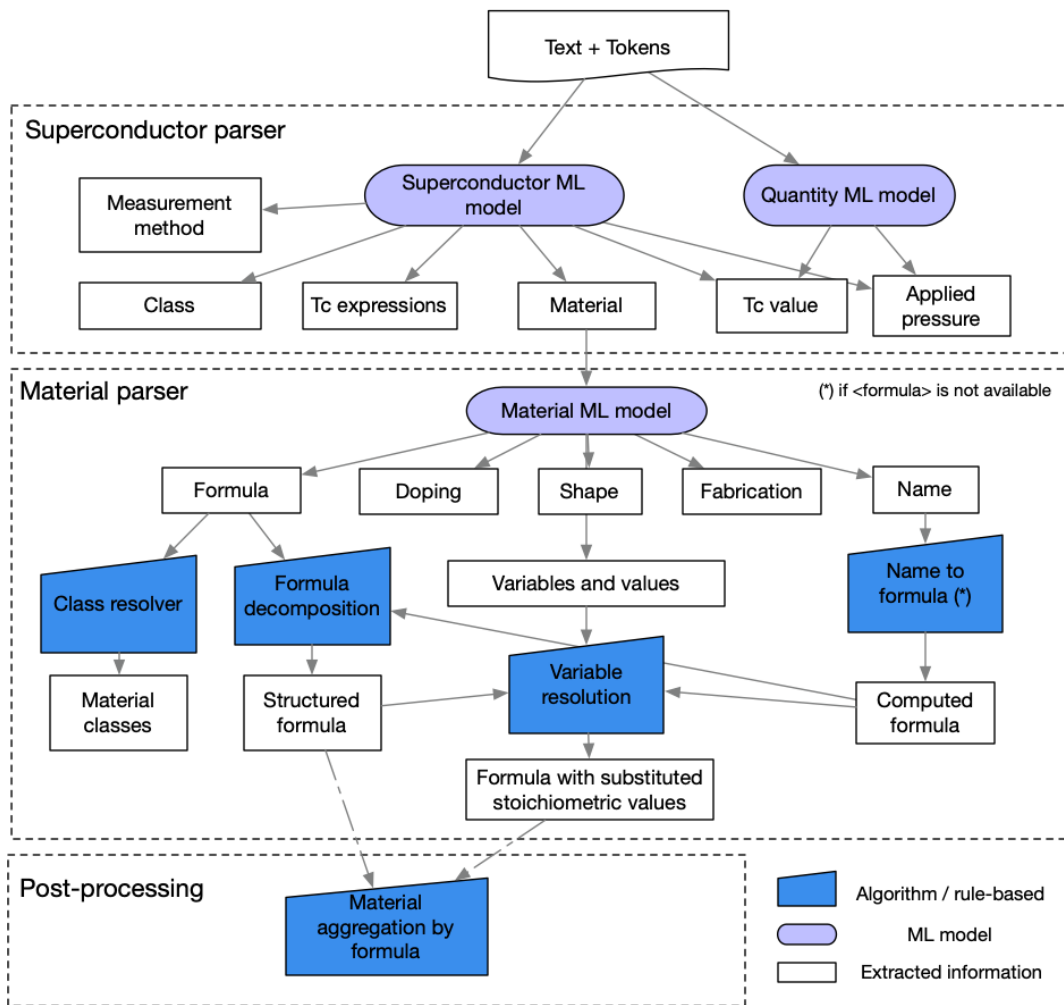 Text + Tokens
Superconductor parser
Superconductor ML
model
Quantity ML model
Measurement
method
Class
Tc expressions
Material
Tc value
Applied
pressure
Material parser
(*) if <formula> is not available
Material ML model
Formula
Doping
Shape
Fabrication
Name
Class resolver
Formula
decomposition
Variables and values
Name to
formula (*)
Material
classes
Structured
formula
Variable
resolution
Computed
formula
Formula with substituted
stoichiometric values
Post-processing
Material
aggregation by
formula
Algorithm / rule-based
ML model
Extracted information